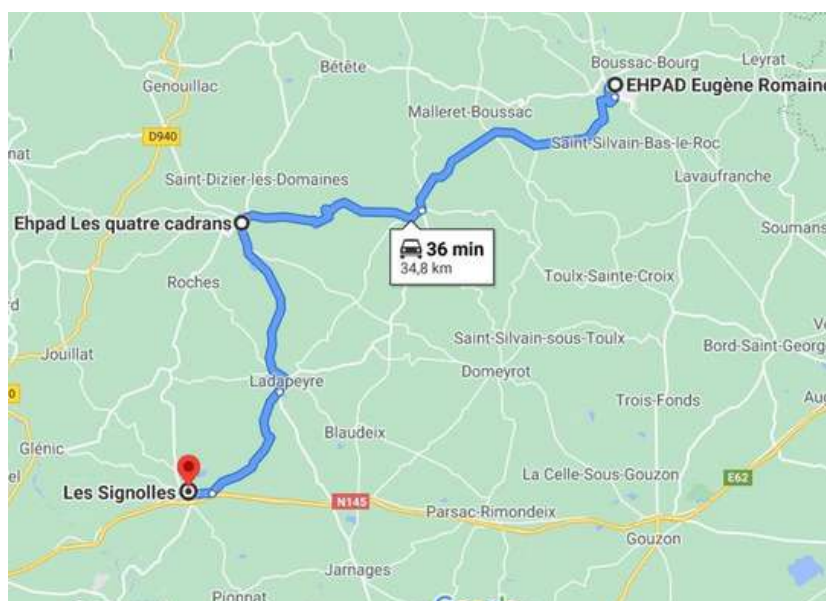 Boussac-Bourg
Leyrat
Bétête
Genouillac
EHPAD Eugène Romaine
Malleret-Boussac
D940
Saint-Silvain-Bas-le-Roc
Saint-Dizier-les-Domaines
Lavaufranche
Ehpad Les quatre cadrans
Soumans
36 min
34,8 km
Roches
Toulx-Sainte-Croix
Saint-Silvain-sous-Toulx
Jouillat
Bord-Saint-George
Domeyrot
Ladapeyre
Trois-Fonds
Blaudeix
Glénic
La Celle-Sous-Gouzon
E62
Les Signolles
N145
Parsac-Rimondeix
Gouzon
Jarnages
Pionnat